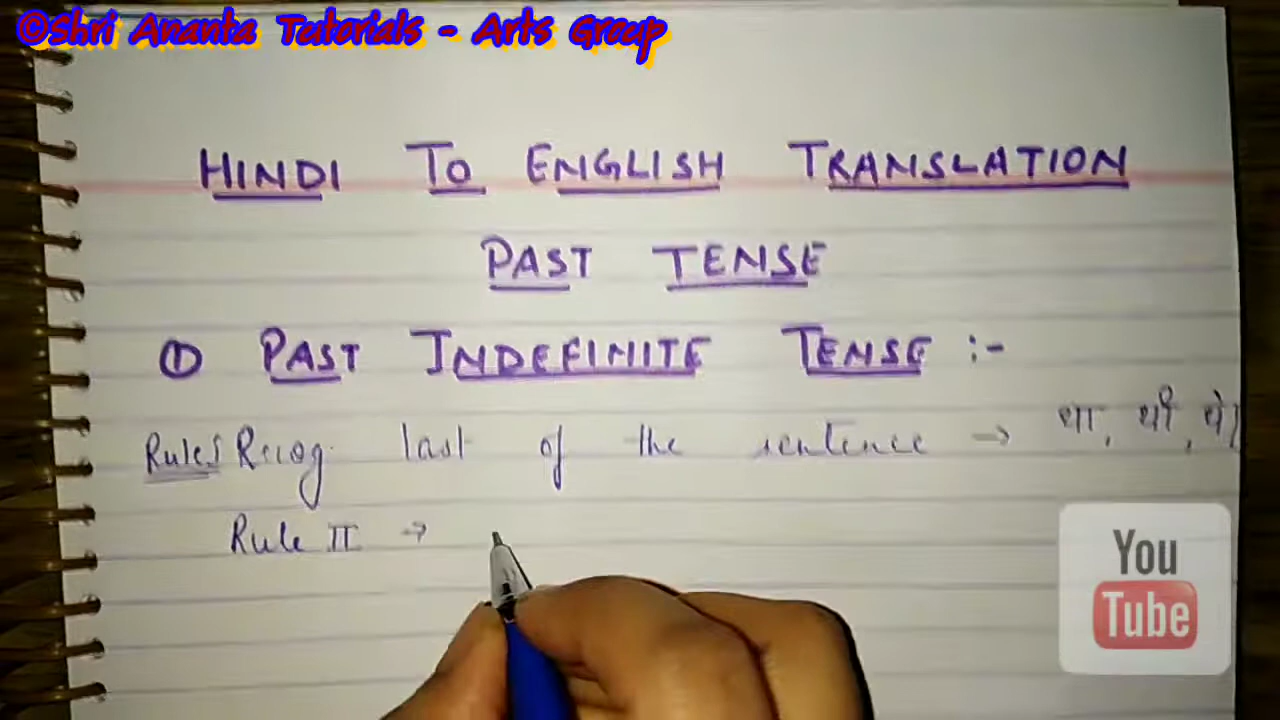 ©Shri Ananta Tutorials - Arts Group
HINDI TO ENGLISH TRANSLATION
PAST TENSE
① PAST INDEFINITE TENSE :-
Rules Recog. last of the sentence → था, थी, थे
Rule II →
You
Tube